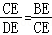 CE/DE = BE/CE